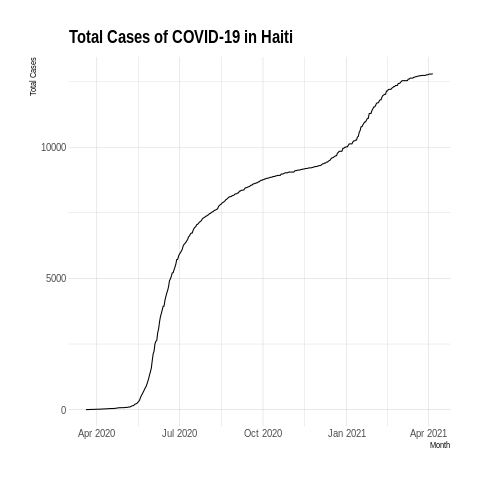 Total Cases of COVID-19 in Haiti
Total Cases
10000
5000
0
Apr 2020
Jul 2020
Oct 2020
Jan 2021
Apr 2021
Month